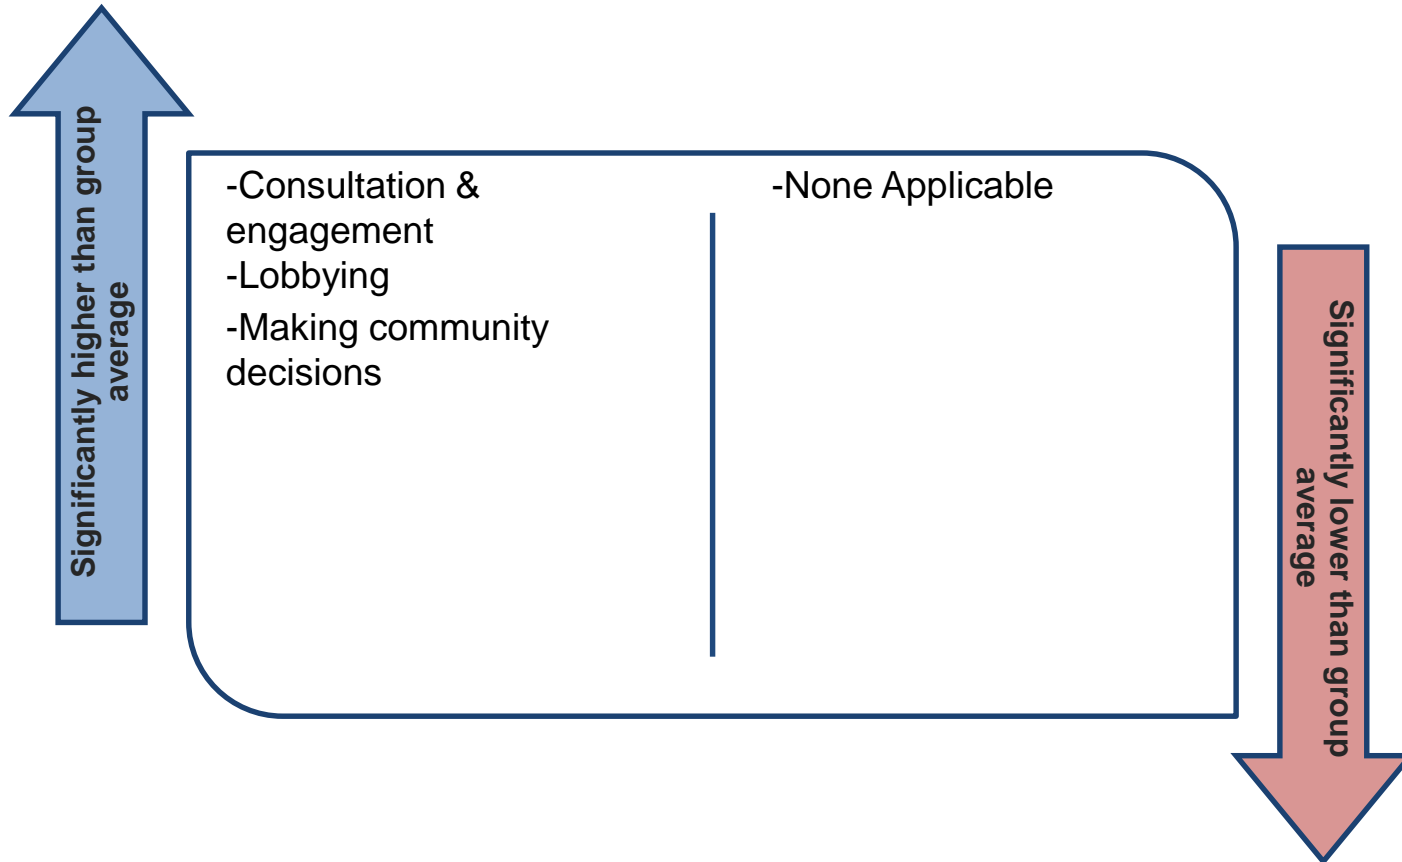 Significantly higher than group
average
-Consultation &
engagement
-Lobbying
-Making community
decisions
-None Applicable
Significantly lower than group
average